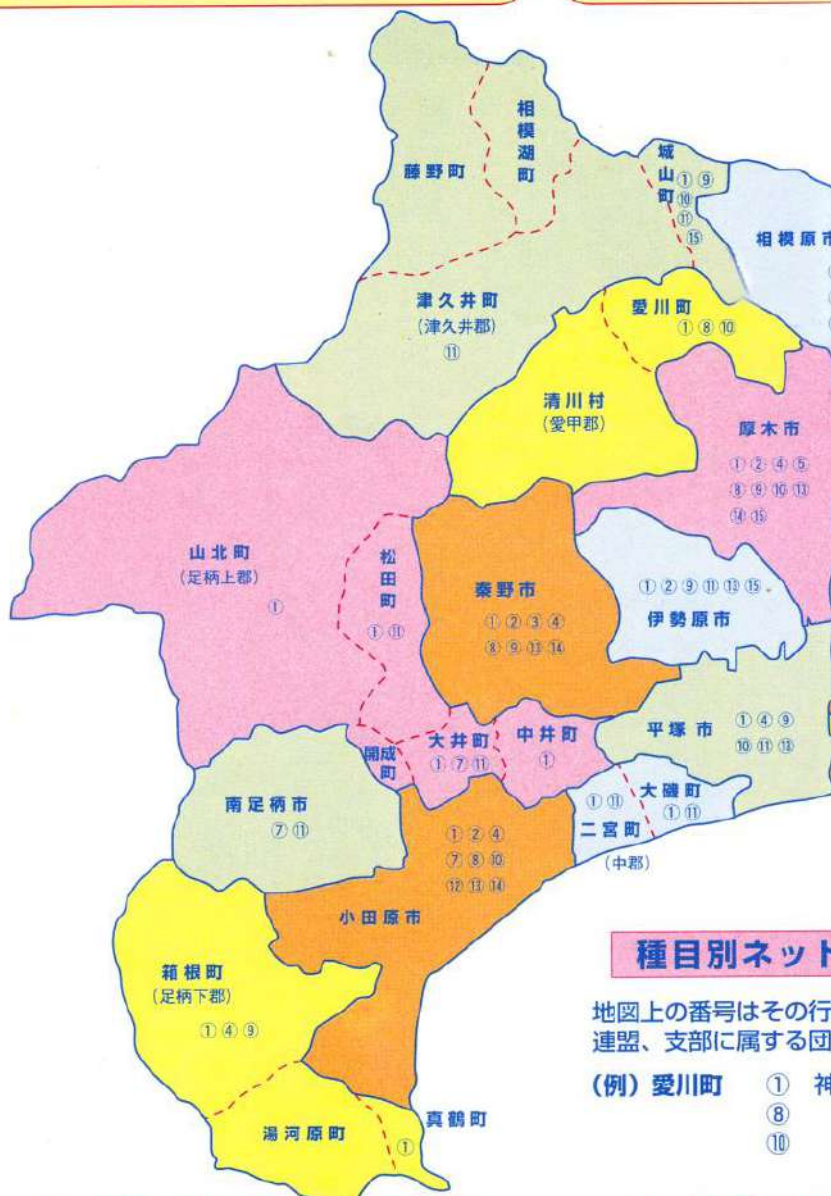 相模湖町
藤野町
城山町
① ⑨
⑩
⑪
⑮
相模原市
津久井町
(津久井郡)
⑪
愛川町
① ⑧ ⑩
清川村
(愛甲郡)
厚木市
① ② ④ ⑤
⑧ ⑨ ⑩ ⑬
⑭ ⑮
山北町
(足柄上郡)
①
松田町
① ⑪
秦野市
① ② ③ ④
⑧ ⑨ ⑬ ⑭
① ② ⑨ ⑪ ⑬ ⑮
伊勢原市
平塚市
① ④ ⑨
⑩ ⑪ ⑬
開成町
大井町
① ⑦ ⑪
中井町
①
南足柄市
⑦ ⑪
① ⑪
二宮町
大磯町
① ⑪
(中郡)
① ② ④
⑦ ⑧ ⑩
⑫ ⑬ ⑭
小田原市
箱根町
(足柄下郡)
① ④ ⑨
湯河原町
真鶴町
①
種目別ネット
地図上の番号はその行
連盟、支部に属する団
(例) 愛川町 ① 神
⑧
⑩